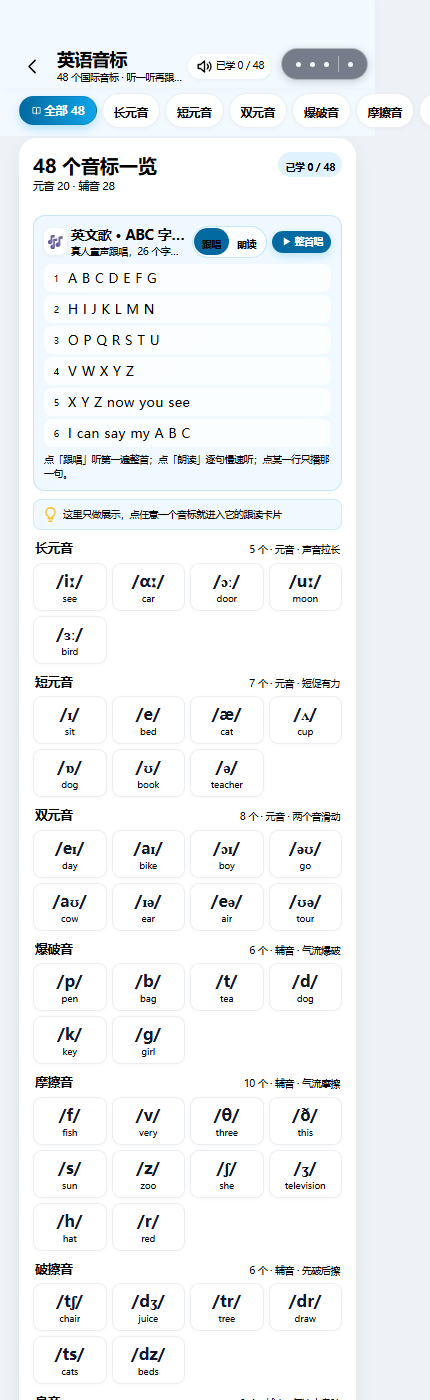 英语音标
48 个国际音标 · 听一听再跟...
已学 0 / 48
全部 48
长元音
短元音
双元音
爆破音
摩擦音
48 个音标一览
已学 0 / 48
元音 20 · 辅音 28
英文歌 • ABC 字...
真人童声跟唱，26 个字...
跟唱
朗读
▶ 整首唱
1 A B C D E F G
2 H I J K L M N
3 O P Q R S T U
4 V W X Y Z
5 X Y Z now you see
6 I can say my A B C
点「跟唱」听第一遍整首；点「朗读」逐句慢速听；点某一行只播那
一句。
这里只做展示，点任意一个音标就进入它的跟读卡片
长元音 5 个 · 元音 · 声音拉长
/iː/ /ɑː/ /ɔː/ /uː/
see car door moon
/ɜː/
bird
短元音 7 个 · 元音 · 短促有力
/ɪ/ /e/ /æ/ /ʌ/
sit bed cat cup
/ɒ/ /ʊ/ /ə/
dog book teacher
双元音 8 个 · 元音 · 两个音滑动
/eɪ/ /aɪ/ /ɔɪ/ /əʊ/
day bike boy go
/aʊ/ /ɪə/ /eə/ /ʊə/
cow ear air tour
爆破音 6 个 · 辅音 · 气流爆破
/p/ /b/ /t/ /d/
pen bag tea dog
/k/ /g/
key girl
摩擦音 10 个 · 辅音 · 气流摩擦
/f/ /v/ /θ/ /ð/
fish very three this
/s/ /z/ /ʃ/ /ʒ/
sun zoo she television
/h/ /r/
hat red
破擦音 6 个 · 辅音 · 先破后擦
/tʃ/ /dʒ/ /tr/ /dr/
chair juice tree draw
/ts/ /dz/
cats beds